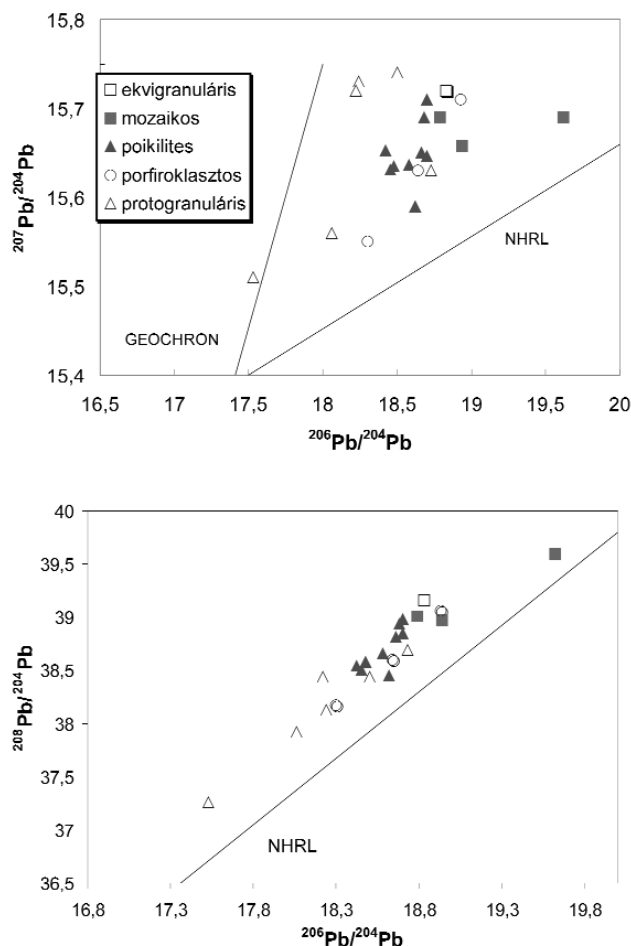 15,8
15,7
15,6
15,5
15,4
²⁰⁷Pb/²⁰⁴Pb
ekvigranuláris
mozaikos
poikilites
porfiroklasztos
protogranuláris
NHRL
GEOCHRON
16,5 17 17,5 18 18,5 19 19,5 20
²⁰⁶Pb/²⁰⁴Pb
40
39,5
39
38,5
38
37,5
37
36,5
²⁰⁸Pb/²⁰⁴Pb
NHRL
16,8 17,3 17,8 18,3 18,8 19,3 19,8
²⁰⁶Pb/²⁰⁴Pb